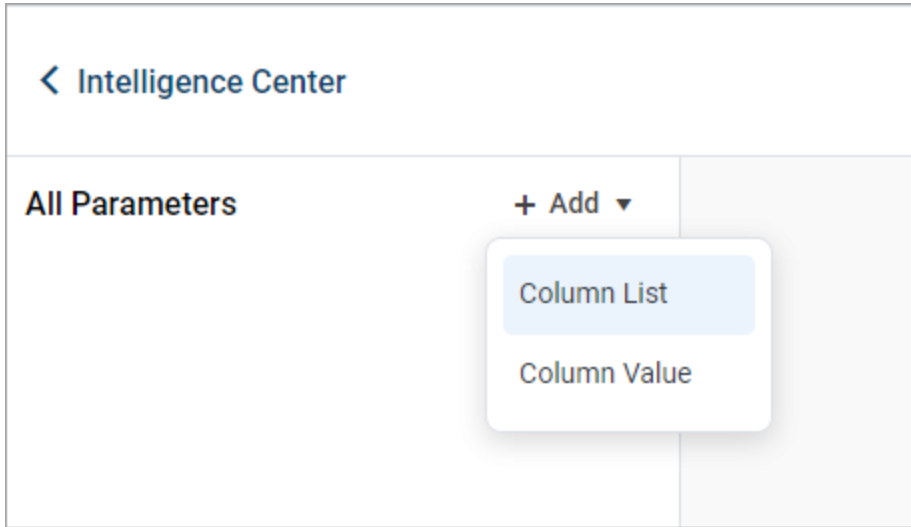 Intelligence Center
All Parameters
+ Add
Column List
Column Value